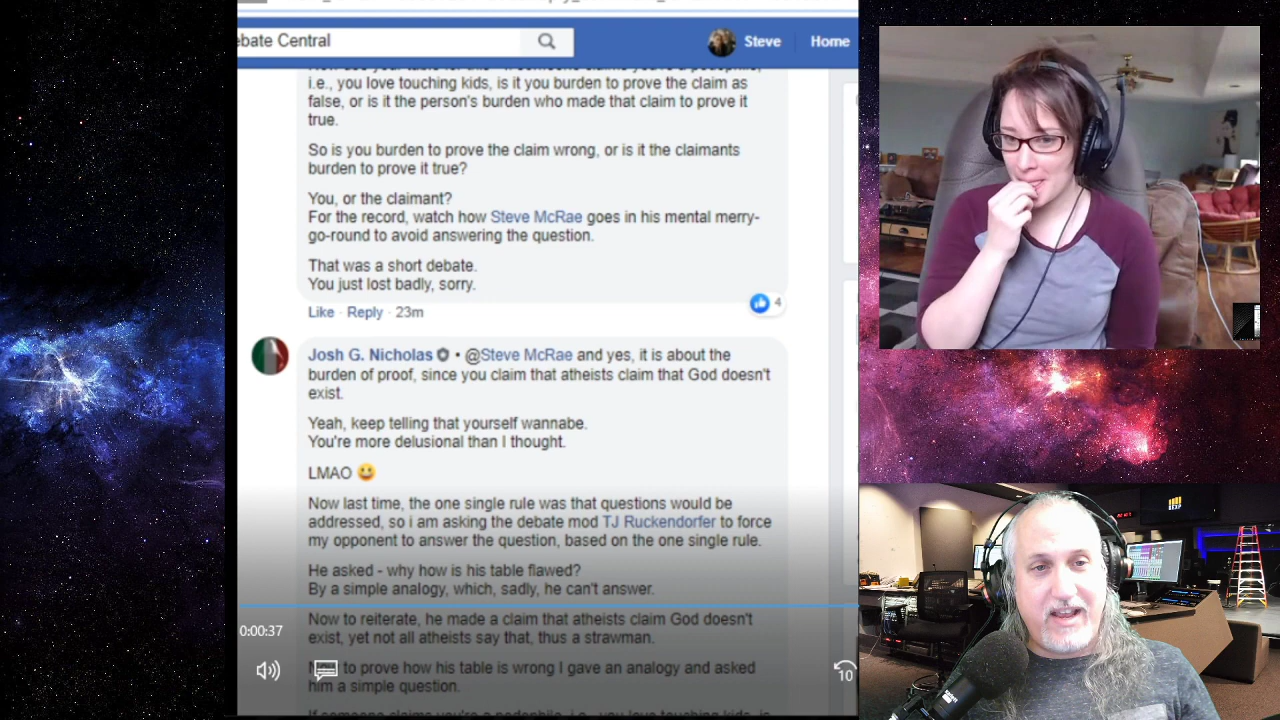 ebate Central
Steve
Home
i.e., you love touching kids, is it you burden to prove the claim as
false, or is it the person's burden who made that claim to prove it
true.
So is you burden to prove the claim wrong, or is it the claimants
burden to prove it true?
You, or the claimant?
For the record, watch how Steve McRae goes in his mental merry-
go-round to avoid answering the question.
That was a short debate.
You just lost badly, sorry.
4
Like · Reply · 23m
Josh G. Nicholas • @Steve McRae and yes, it is about the
burden of proof, since you claim that atheists claim that God doesn't
exist.
Yeah, keep telling that yourself wannabe.
You're more delusional than I thought.
LMAO 😀
Now last time, the one single rule was that questions would be
addressed, so i am asking the debate mod TJ Ruckendorfer to force
my opponent to answer the question, based on the one single rule.
He asked - why how is his table flawed?
By a simple analogy, which, sadly, he can't answer.
Now to reiterate, he made a claim that atheists claim God doesn't
exist, yet not all atheists say that, thus a strawman.
0:00:37
Now to prove how his table is wrong I gave an analogy and asked
him a simple question.
10